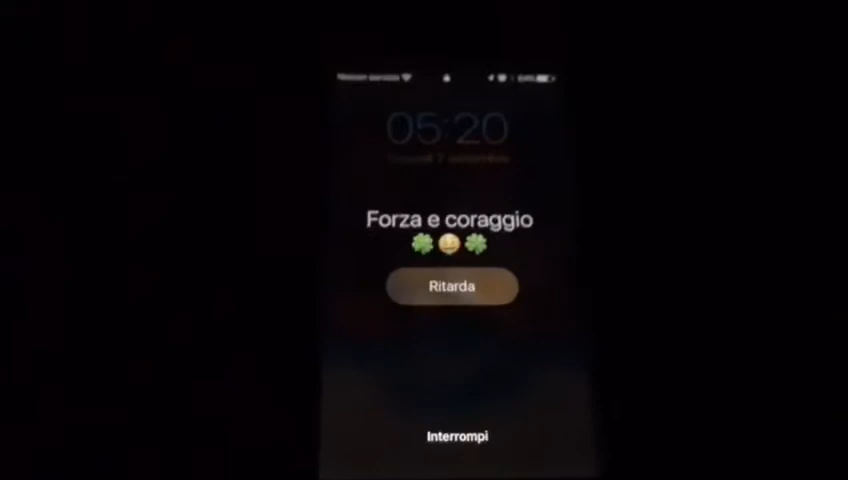 05:20
Forza e coraggio
🍀😀🍀
Ritarda
Interrompi